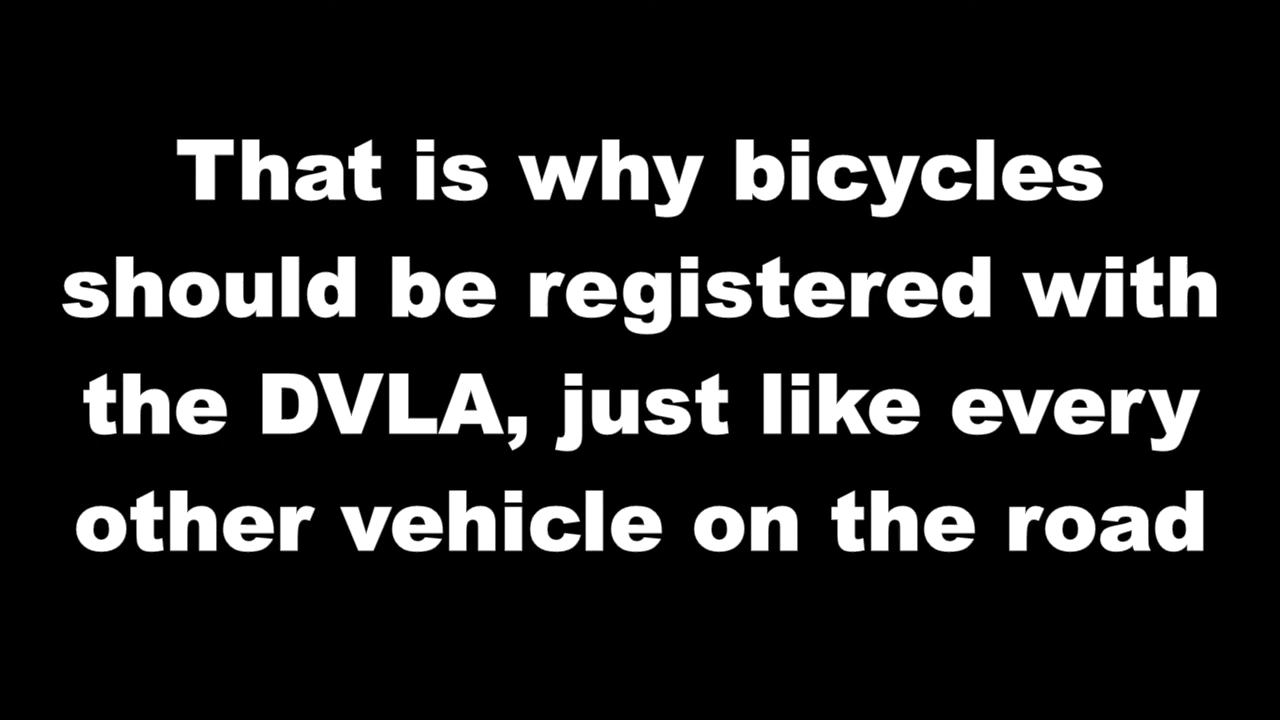 That is why bicycles
should be registered with
the DVLA, just like every
other vehicle on the road